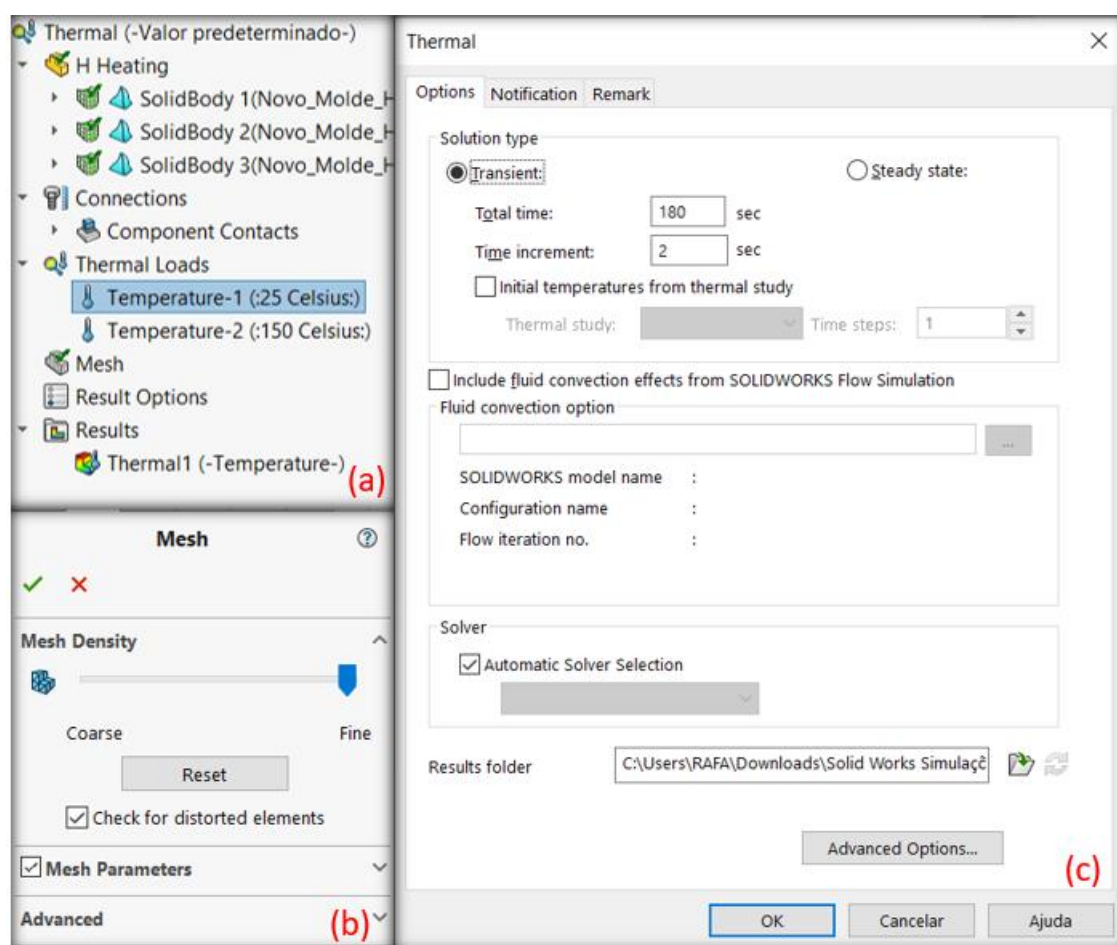 Thermal (-Valor predeterminado-)
H Heating
SolidBody 1(Novo_Molde_H
SolidBody 2(Novo_Molde_H
SolidBody 3(Novo_Molde_H
Connections
Component Contacts
Thermal Loads
Temperature-1 (:25 Celsius:)
Temperature-2 (:150 Celsius:)
Mesh
Result Options
Results
Thermal1 (-Temperature-)
(a)
Mesh
Mesh Density
Coarse Fine
Reset
Check for distorted elements
Mesh Parameters
Advanced
(b)
Thermal
Options Notification Remark
Solution type
Transient: Steady state:
Total time: 180 sec
Time increment: 2 sec
Initial temperatures from thermal study
Thermal study: Time steps: 1
Include fluid convection effects from SOLIDWORKS Flow Simulation
Fluid convection option
...
SOLIDWORKS model name :
Configuration name :
Flow iteration no. :
Solver
Automatic Solver Selection
Results folder C:\Users\RAFA\Downloads\Solid Works Simulaçõ
Advanced Options...
(c)
OK Cancelar Ajuda